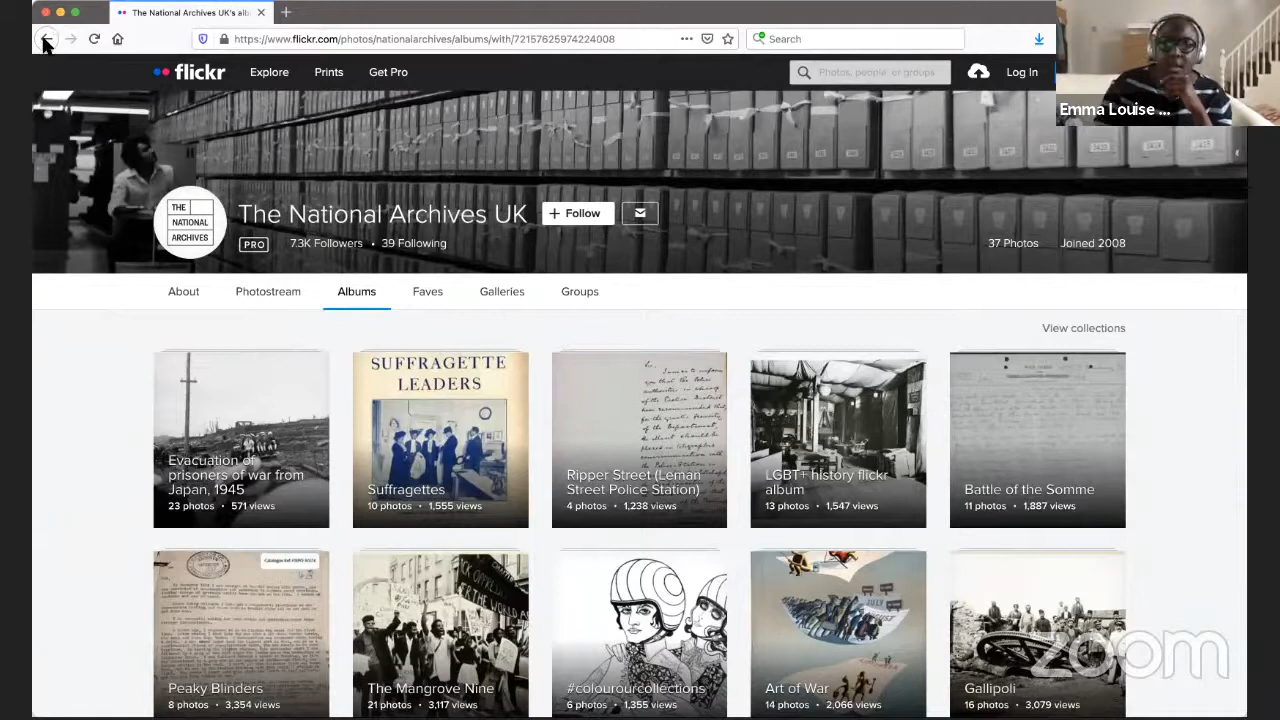 The National Archives UK's alb
https://www.flickr.com/photos/nationalarchives/albums/with/72157625974224008
Search
flickr
Explore
Prints
Get Pro
Photos, people, or groups
Log In
Emma Louise ...
THE
NATIONAL
ARCHIVES
The National Archives UK
+ Follow
PRO
7.3K Followers • 39 Following
37 Photos
Joined 2008
About
Photostream
Albums
Faves
Galleries
Groups
View collections
Evacuation of
prisoners of war from
Japan, 1945
23 photos • 571 views
SUFFRAGETTE
LEADERS
Suffragettes
10 photos • 1,555 views
Ripper Street (Leman
Street Police Station)
4 photos • 1,238 views
LGBT+ history flickr
album
13 photos • 1,547 views
Battle of the Somme
11 photos • 1,887 views
Peaky Blinders
8 photos • 3,354 views
The Mangrove Nine
21 photos • 3,117 views
#colourourcollections
6 photos • 1,355 views
Art of War
14 photos • 2,066 views
Gallipoli
16 photos • 3,079 views
zoom